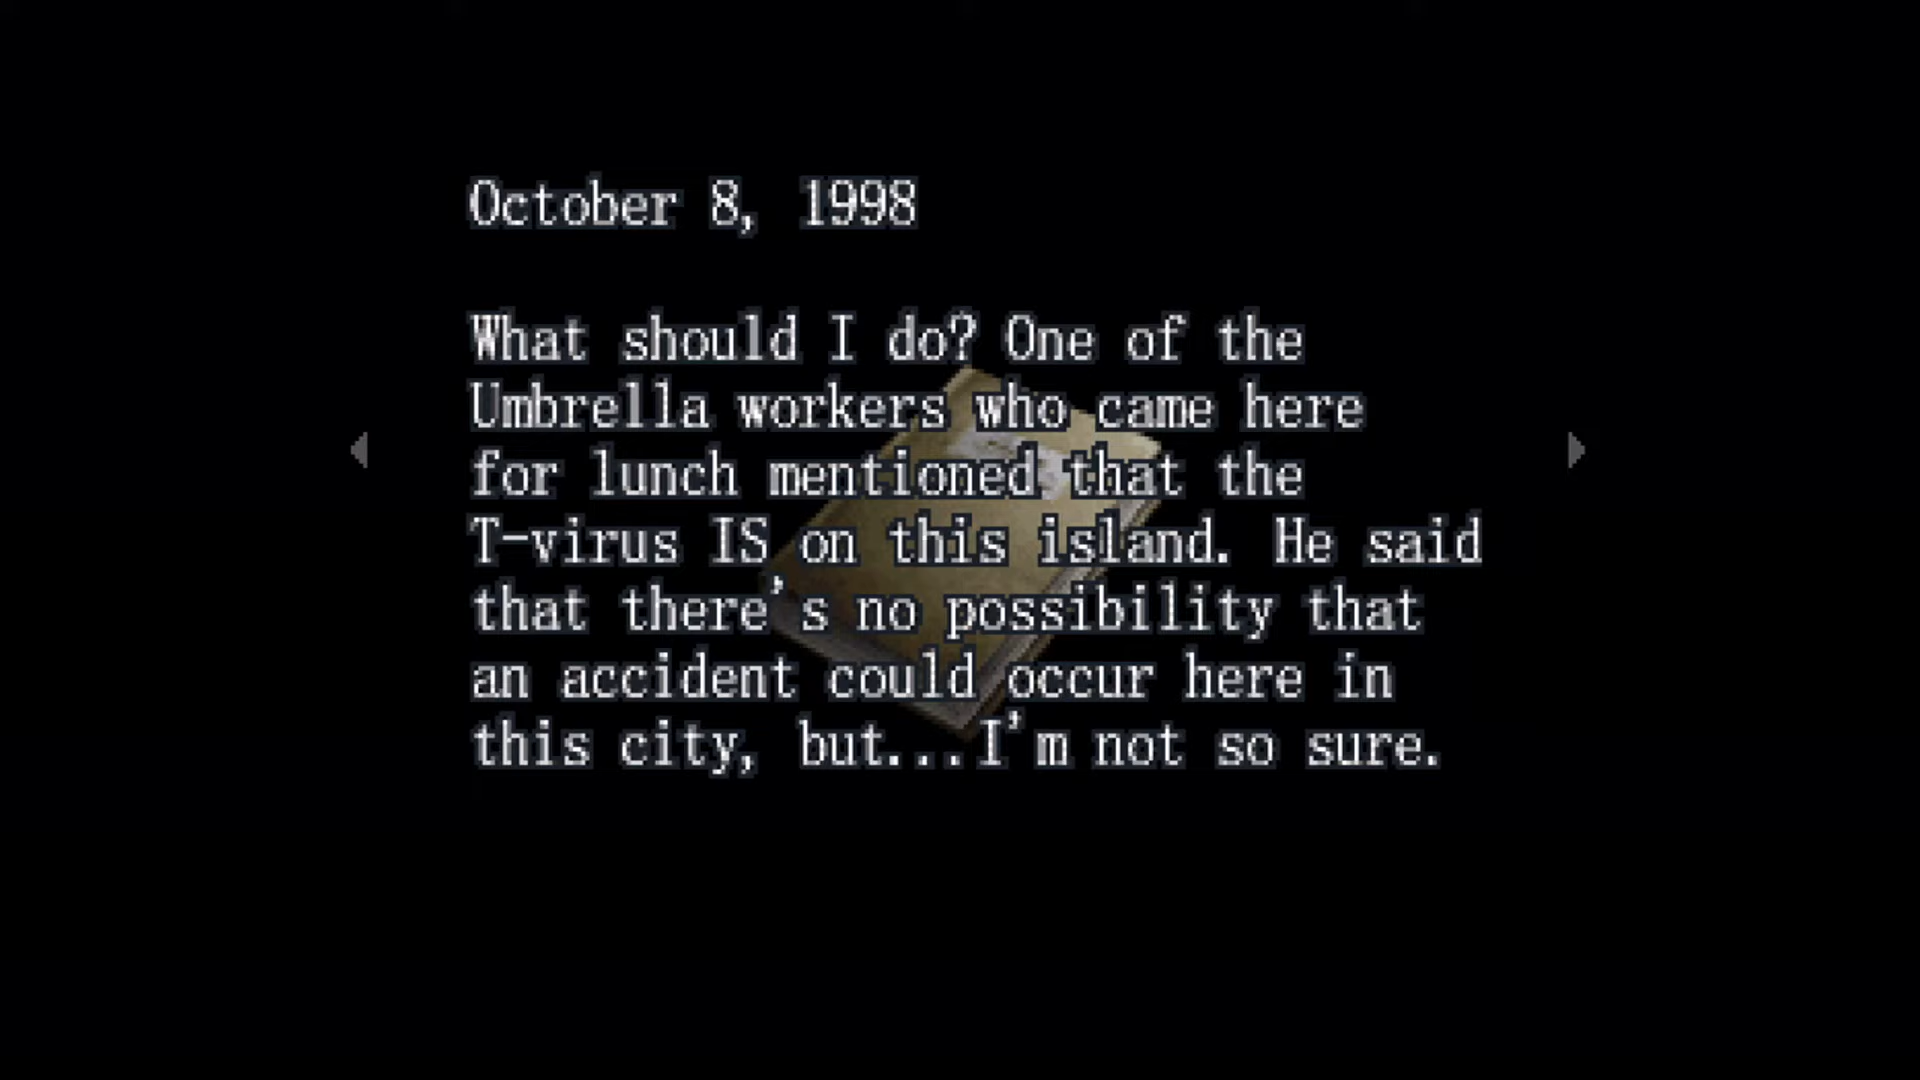 October 8, 1998
What should I do? One of the
Umbrella workers who came here
for lunch mentioned that the
T-virus IS on this island. He said
that there's no possibility that
an accident could occur here in
this city, but...I'm not so sure.